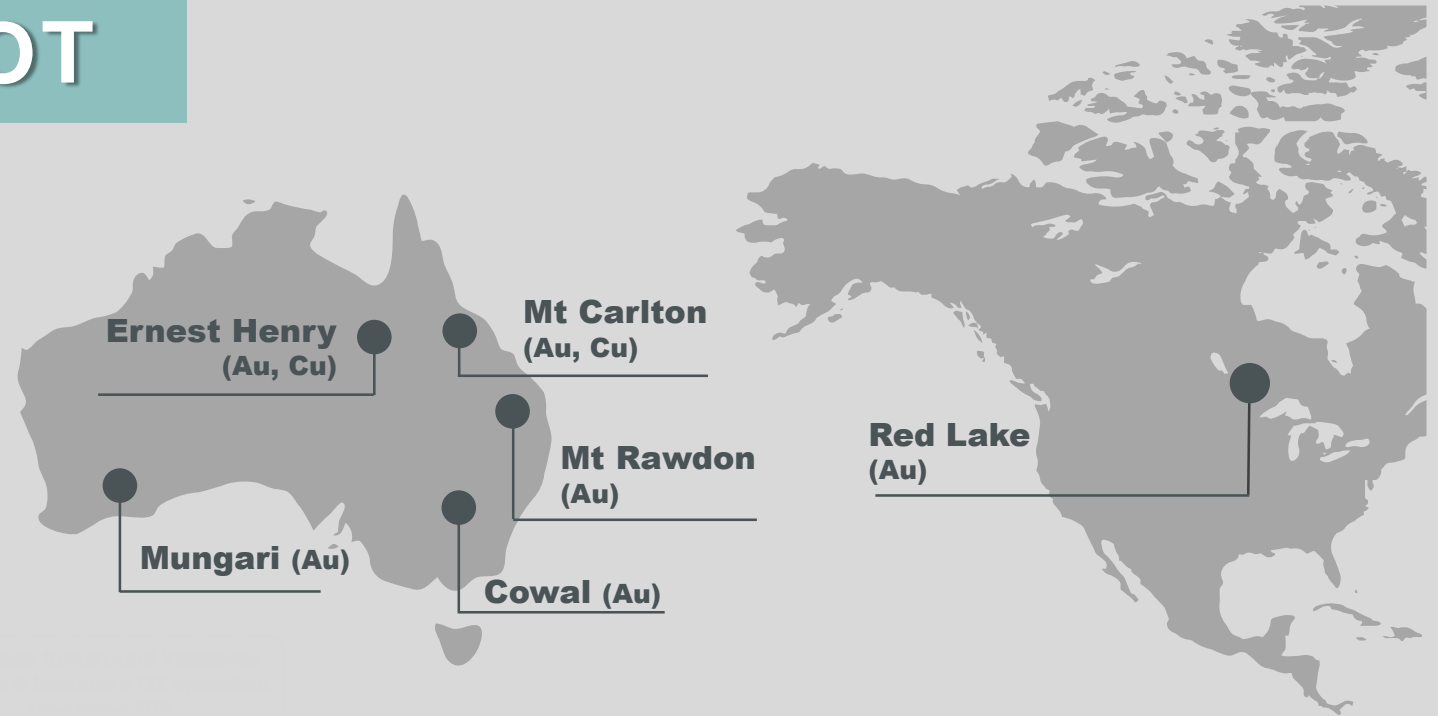 OT
Ernest Henry
(Au, Cu)
Mt Carlton
(Au, Cu)
Mt Rawdon
(Au)
Mungari (Au)
Cowal (Au)
Red Lake
(Au)